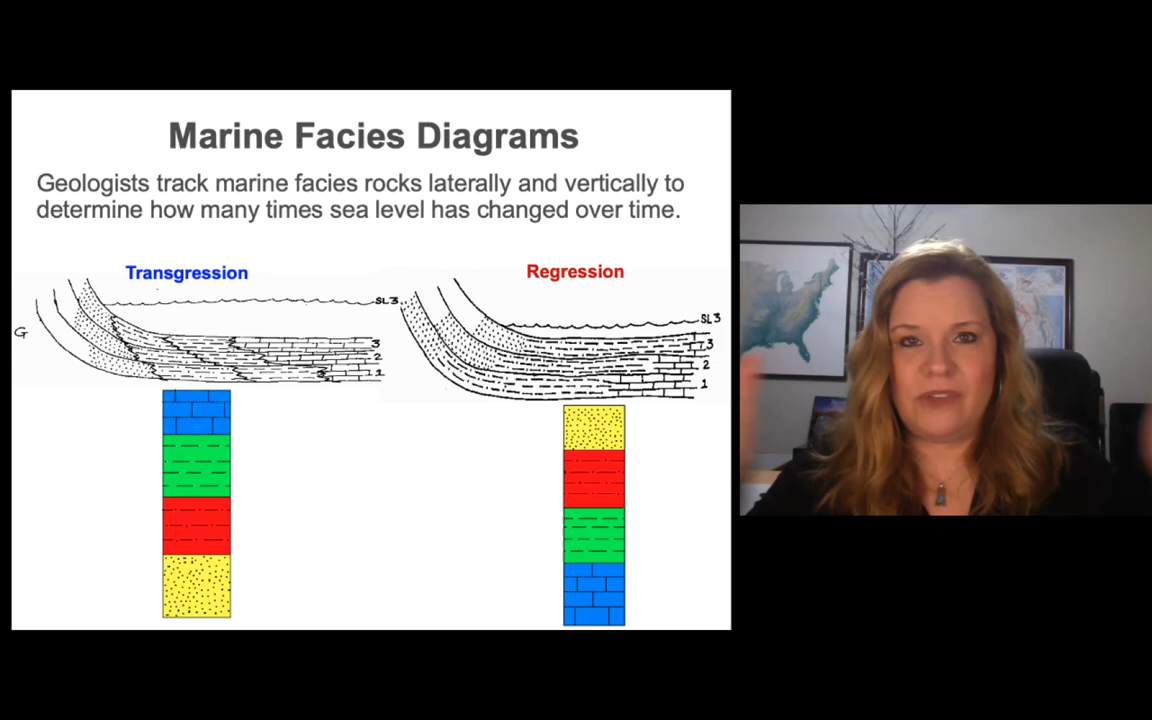 Marine Facies Diagrams
Geologists track marine facies rocks laterally and vertically to
determine how many times sea level has changed over time.
Transgression
Regression
SL3
G
3
2
1
SL3
3
2
1